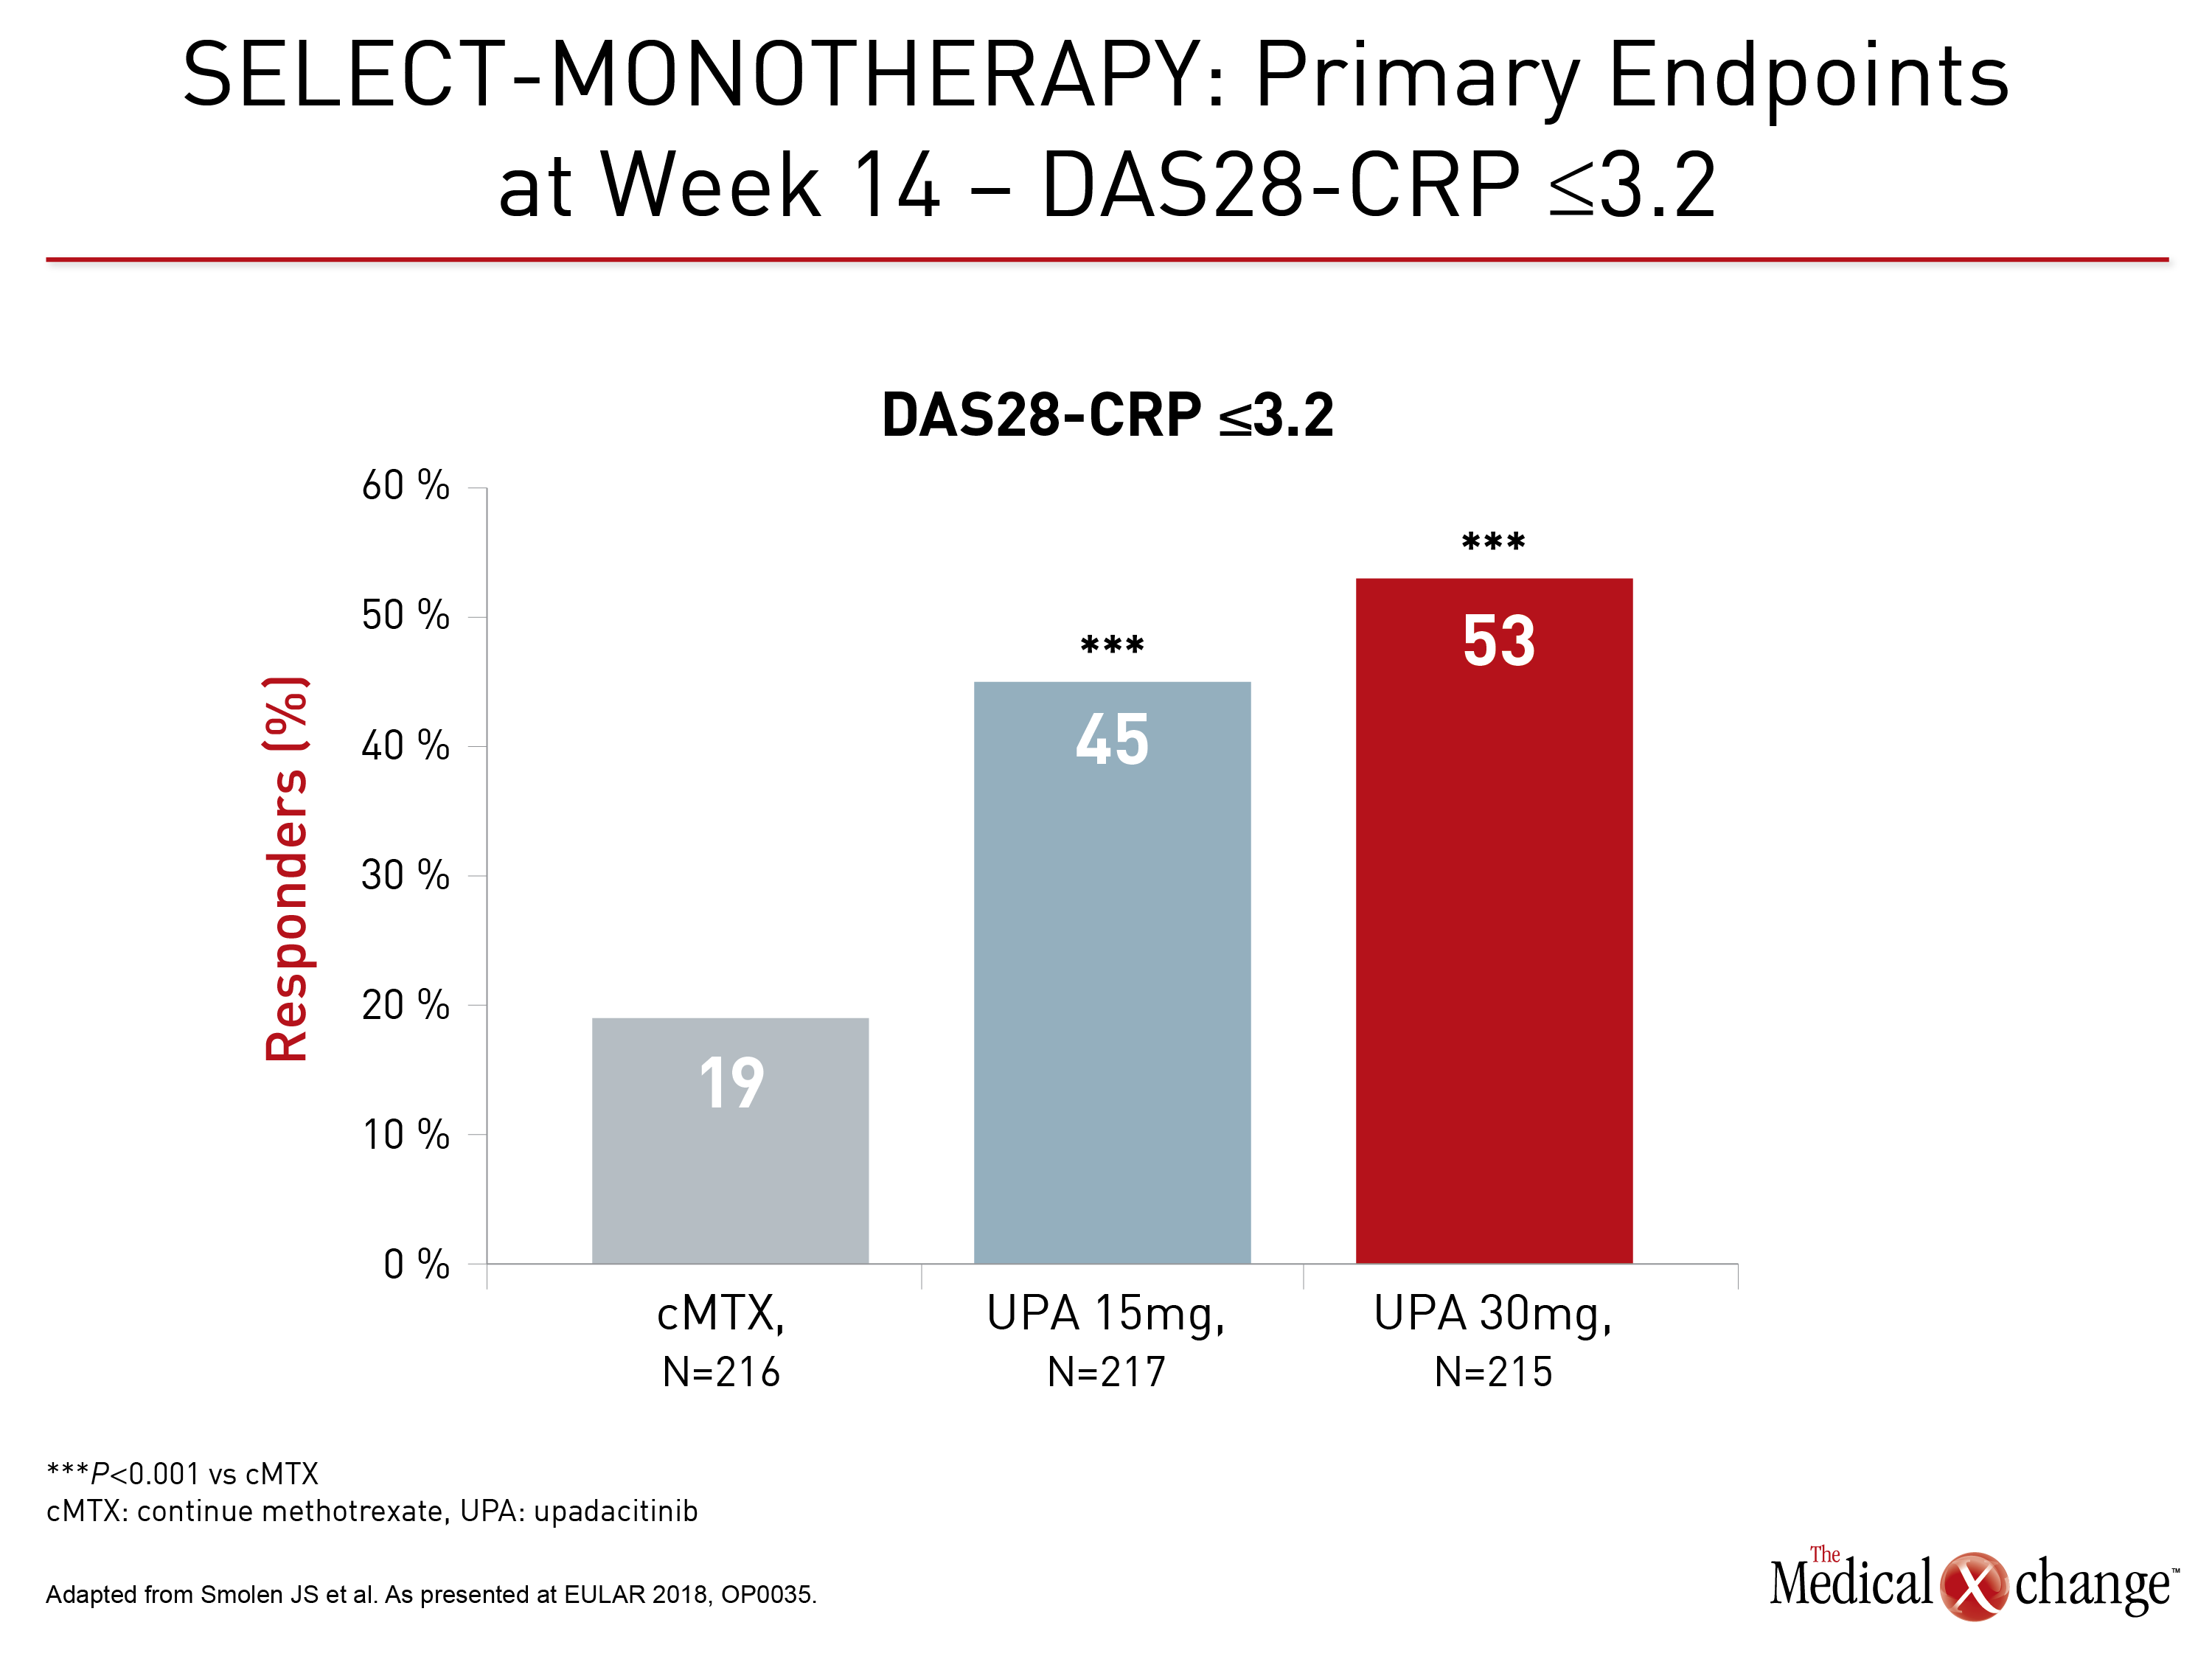 SELECT-MONOTHERAPY: Primary Endpoints
at Week 14 – DAS28-CRP ≤3.2
DAS28-CRP ≤3.2
Responders (%)
60 %
50 %
40 %
30 %
20 %
10 %
0 %
19
***
45
***
53
cMTX,
N=216
UPA 15mg,
N=217
UPA 30mg,
N=215
***P<0.001 vs cMTX
cMTX: continue methotrexate, UPA: upadacitinib
Adapted from Smolen JS et al. As presented at EULAR 2018, OP0035.
The
Medical X change™